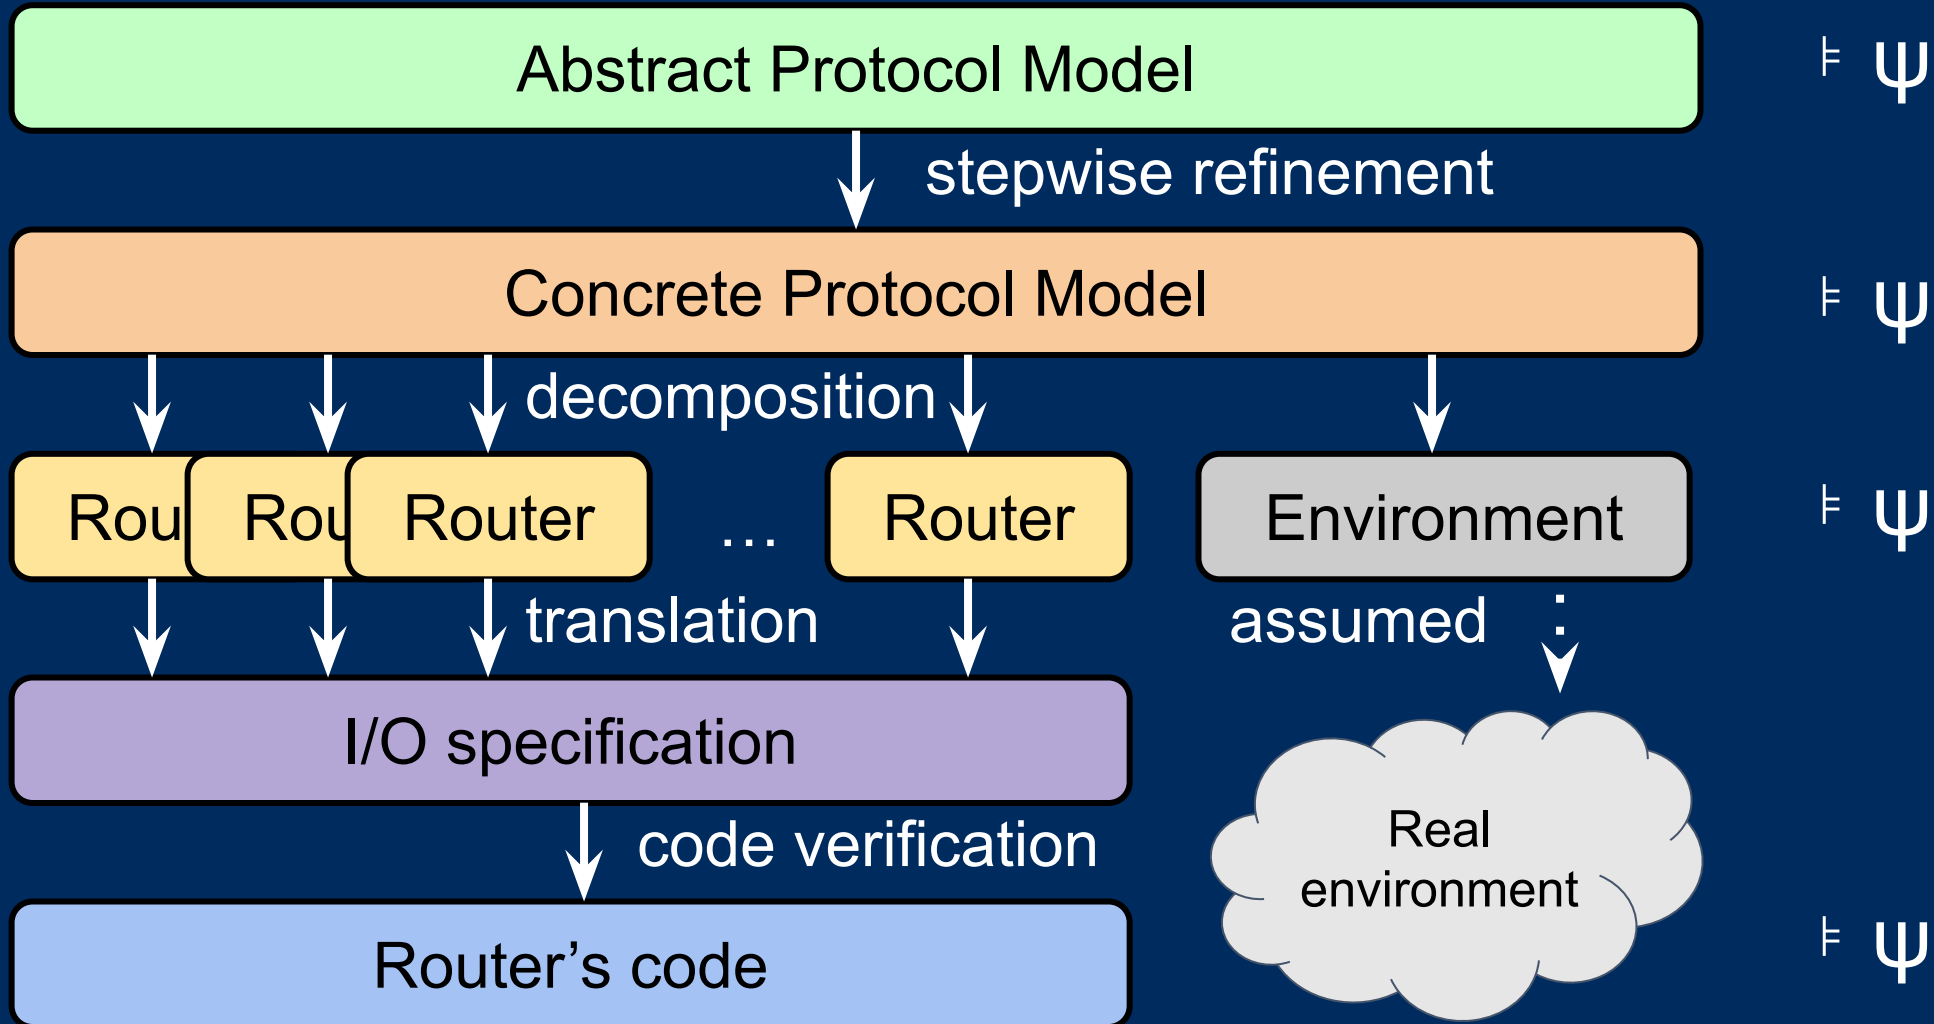 Abstract Protocol Model
⊧ ψ
stepwise refinement
Concrete Protocol Model
⊧ ψ
decomposition
Rou Rou Router … Router Environment
⊧ ψ
translation
assumed
I/O specification
code verification
Real
environment
Router’s code
⊧ ψ